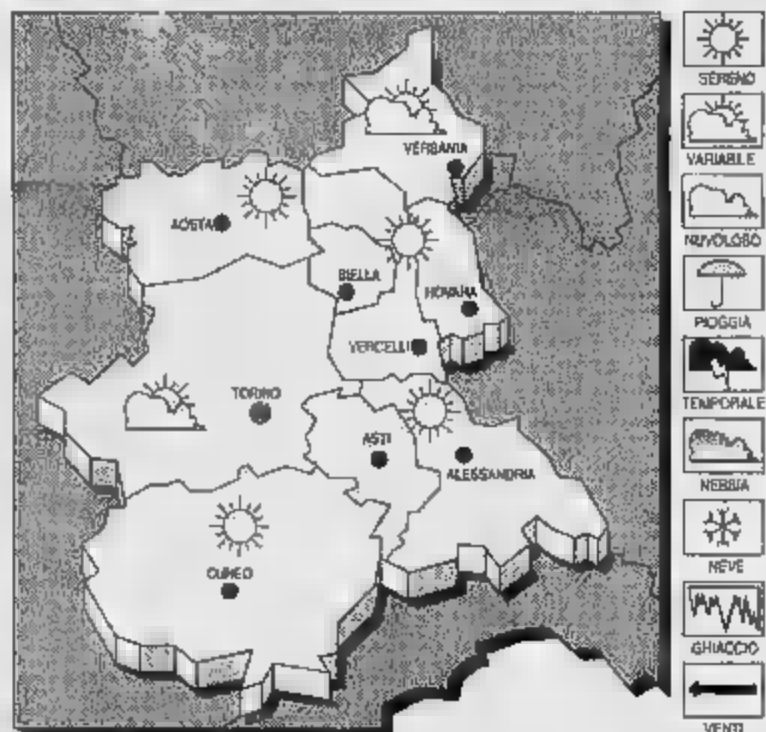 VERBANIA
AOSTA
BIELLA
NOVARA
VERCELLI
TORINO
ASTI
ALESSANDRIA
CUNEO
SERENO
VARIABILE
NUVOLOSO
PIOGGIA
TEMPORALE
NEBBIA
NEVE
GHIACCIO
VENTI